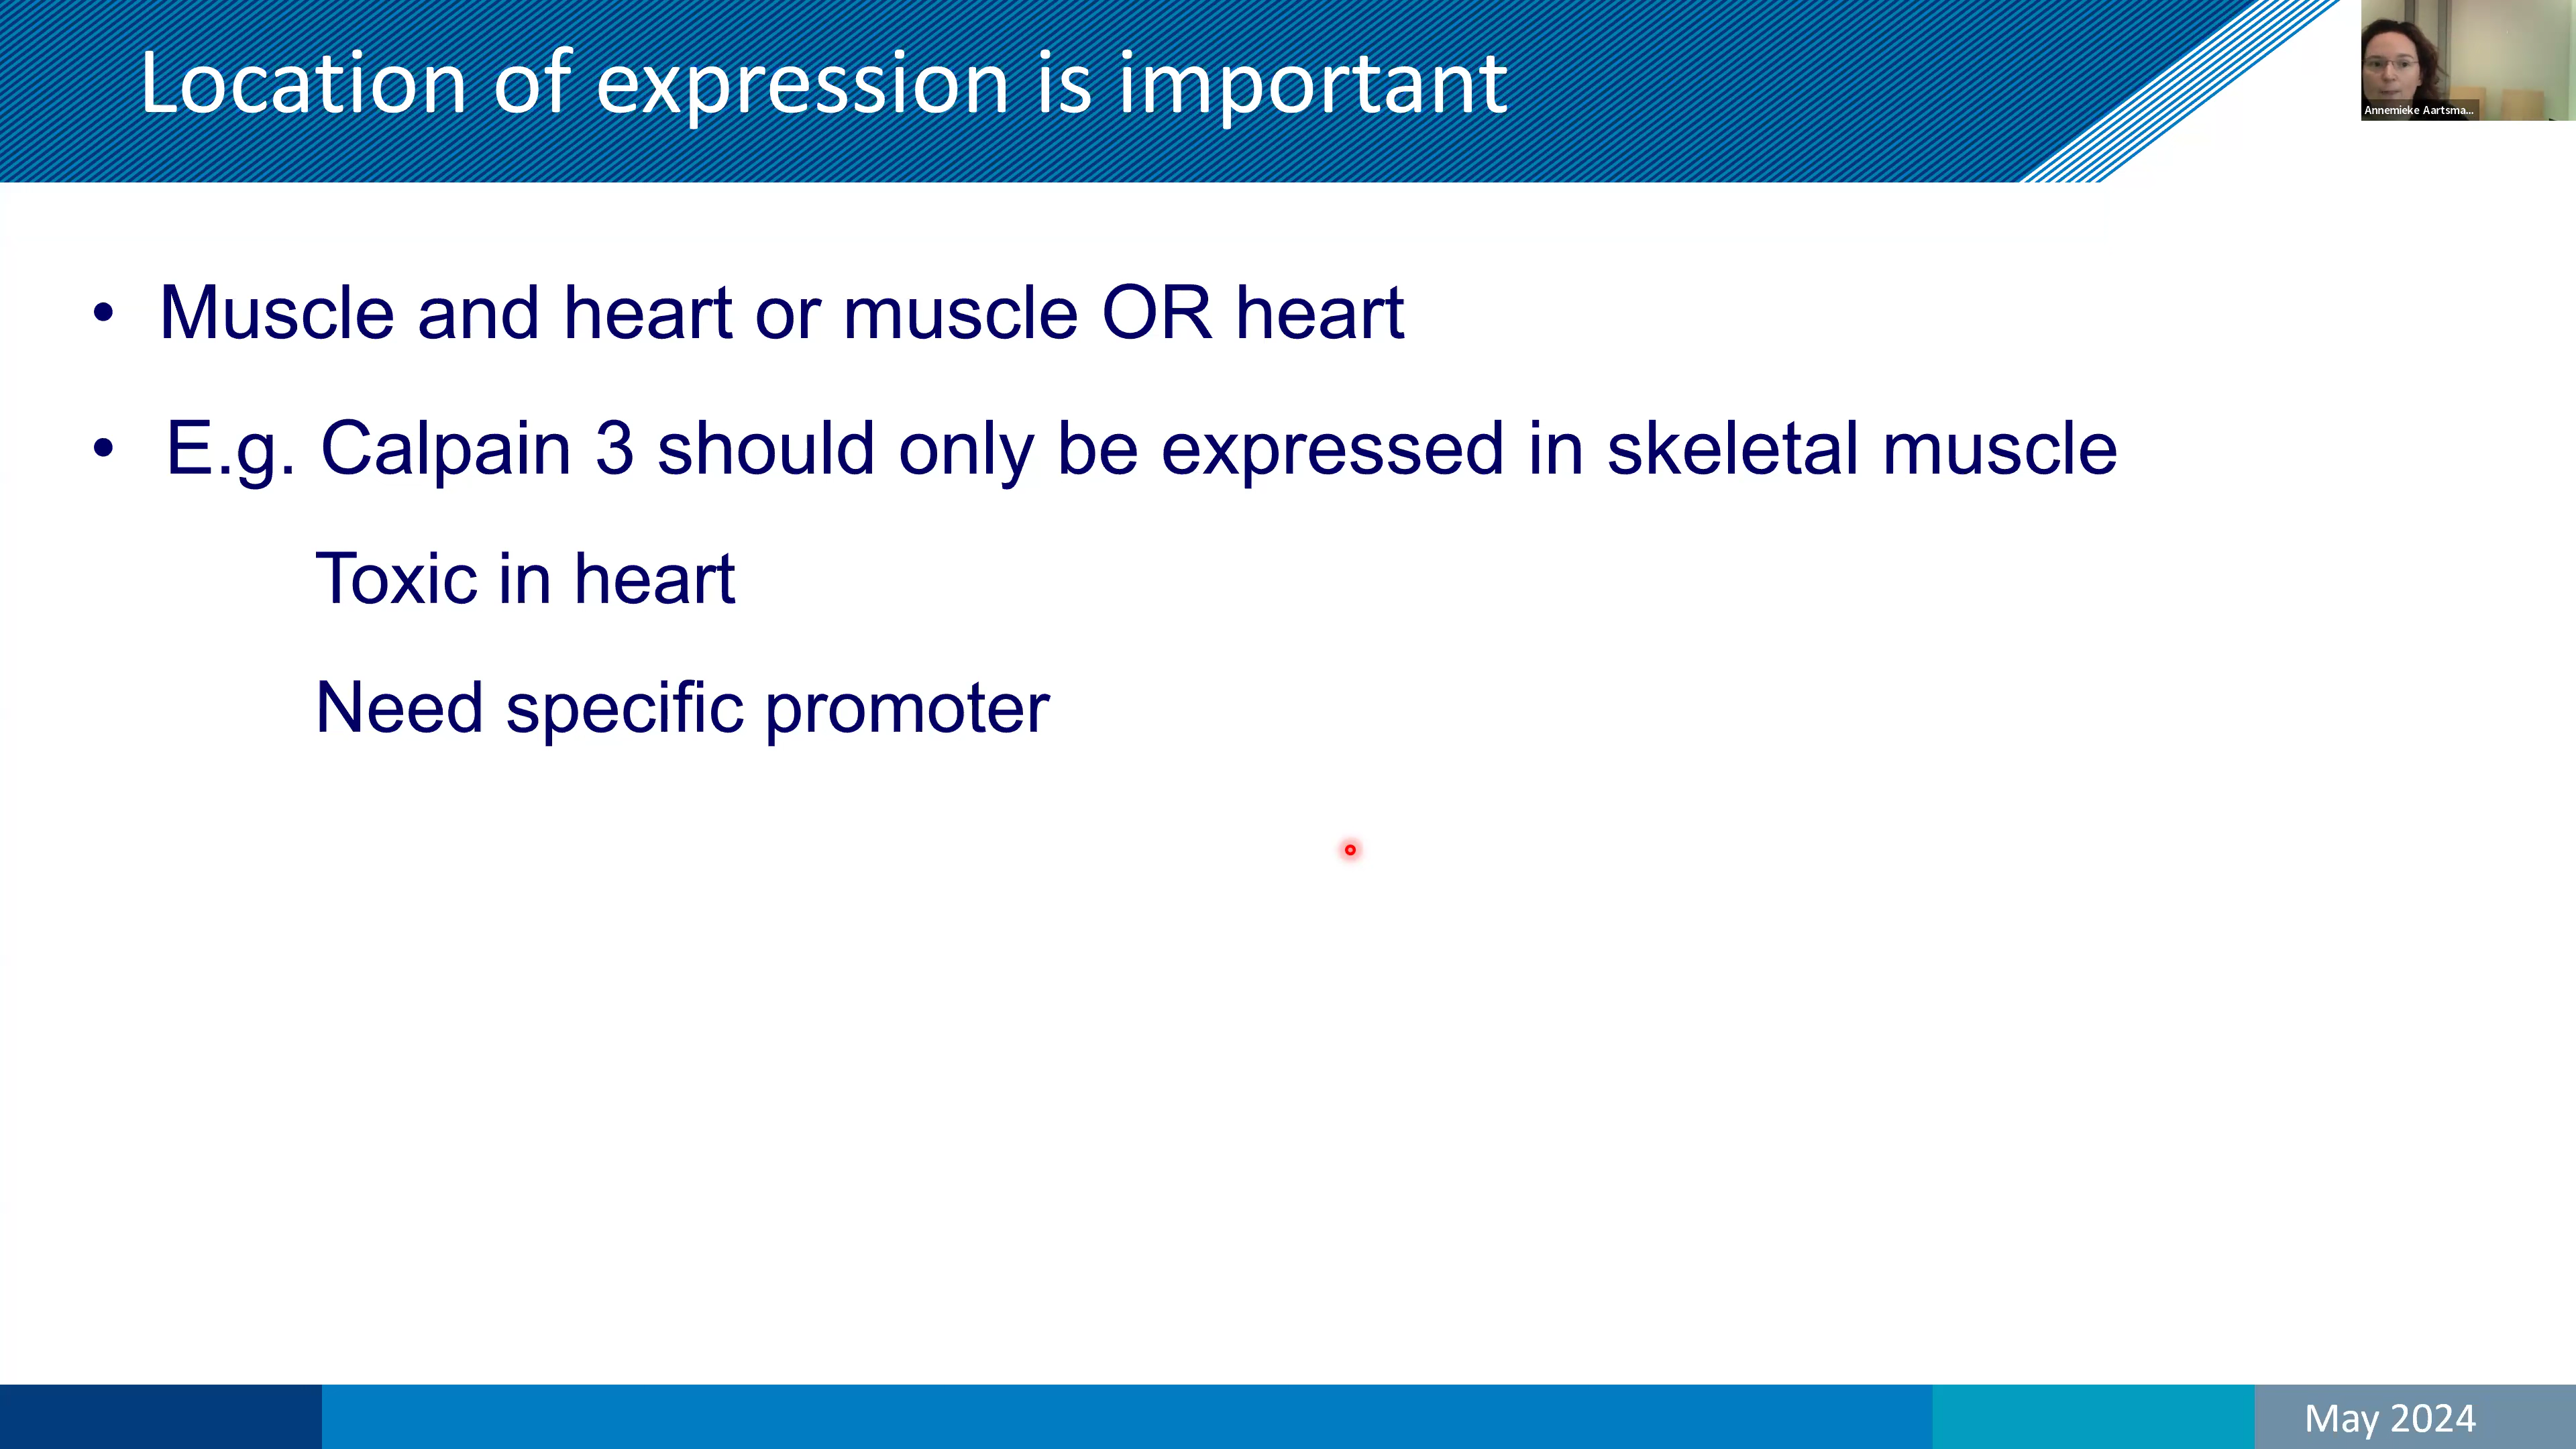 Location of expression is important
Annemieke Aartsma...
• Muscle and heart or muscle OR heart
• E.g. Calpain 3 should only be expressed in skeletal muscle
Toxic in heart
Need specific promoter
May 2024